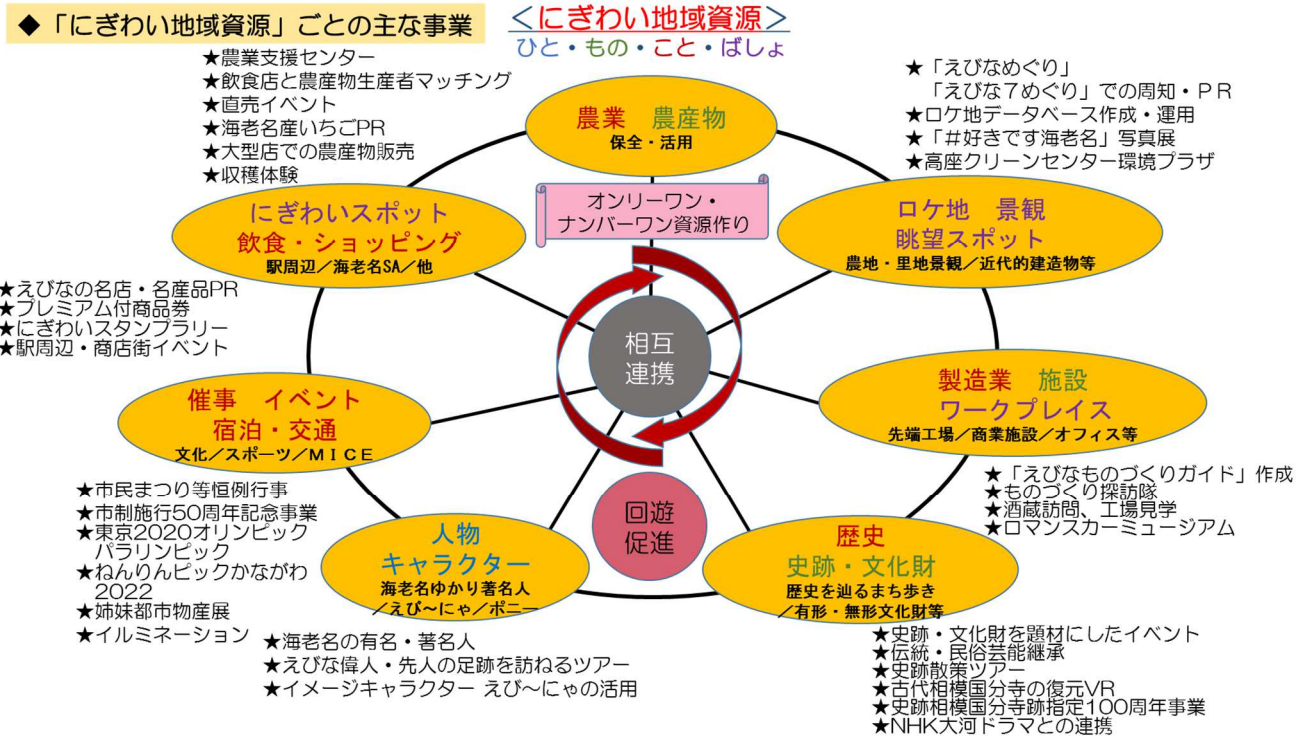 ◆「にぎわい地域資源」ごとの主な事業
＜にぎわい地域資源＞
ひと・もの・こと・ばしょ
★農業支援センター
★飲食店と農産物生産者マッチング
★直売イベント
★海老名産いちごPR
★大型店での農産物販売
★収穫体験
農業　農産物
保全・活用
★「えびなめぐり」
「えびな７めぐり」での周知・ＰＲ
★ロケ地データベース作成・運用
★「＃好きです海老名」写真展
★高座クリーンセンター環境プラザ
オンリーワン・
ナンバーワン資源作り
にぎわいスポット
飲食・ショッピング
駅周辺／海老名SA／他
ロケ地　景観
眺望スポット
農地・里地景観／近代的建造物等
★えびなの名店・名産品PR
★プレミアム付商品券
★にぎわいスタンプラリー
★駅周辺・商店街イベント
相互
連携
製造業　施設
ワークプレイス
先端工場／商業施設／オフィス等
催事　イベント
宿泊・交通
文化／スポーツ／ＭＩＣＥ
★「えびなものづくりガイド」作成
★ものづくり探訪隊
★酒蔵訪問、工場見学
★ロマンスカーミュージアム
★市民まつり等恒例行事
★市制施行50周年記念事業
★東京2020オリンピック
パラリンピック
★ねんりんピックかながわ
2022
★姉妹都市物産展
★イルミネーション
回遊
促進
人物
キャラクター
海老名ゆかり著名人
／えび～にゃ／ポニー
歴史
史跡・文化財
歴史を辿るまち歩き
／有形・無形文化財等
★海老名の有名・著名人
★えびな偉人・先人の足跡を訪ねるツアー
★イメージキャラクター えび～にゃの活用
★史跡・文化財を題材にしたイベント
★伝統・民俗芸能継承
★史跡散策ツアー
★古代相模国分寺の復元VR
★史跡相模国分寺跡指定100周年事業
★NHK大河ドラマとの連携